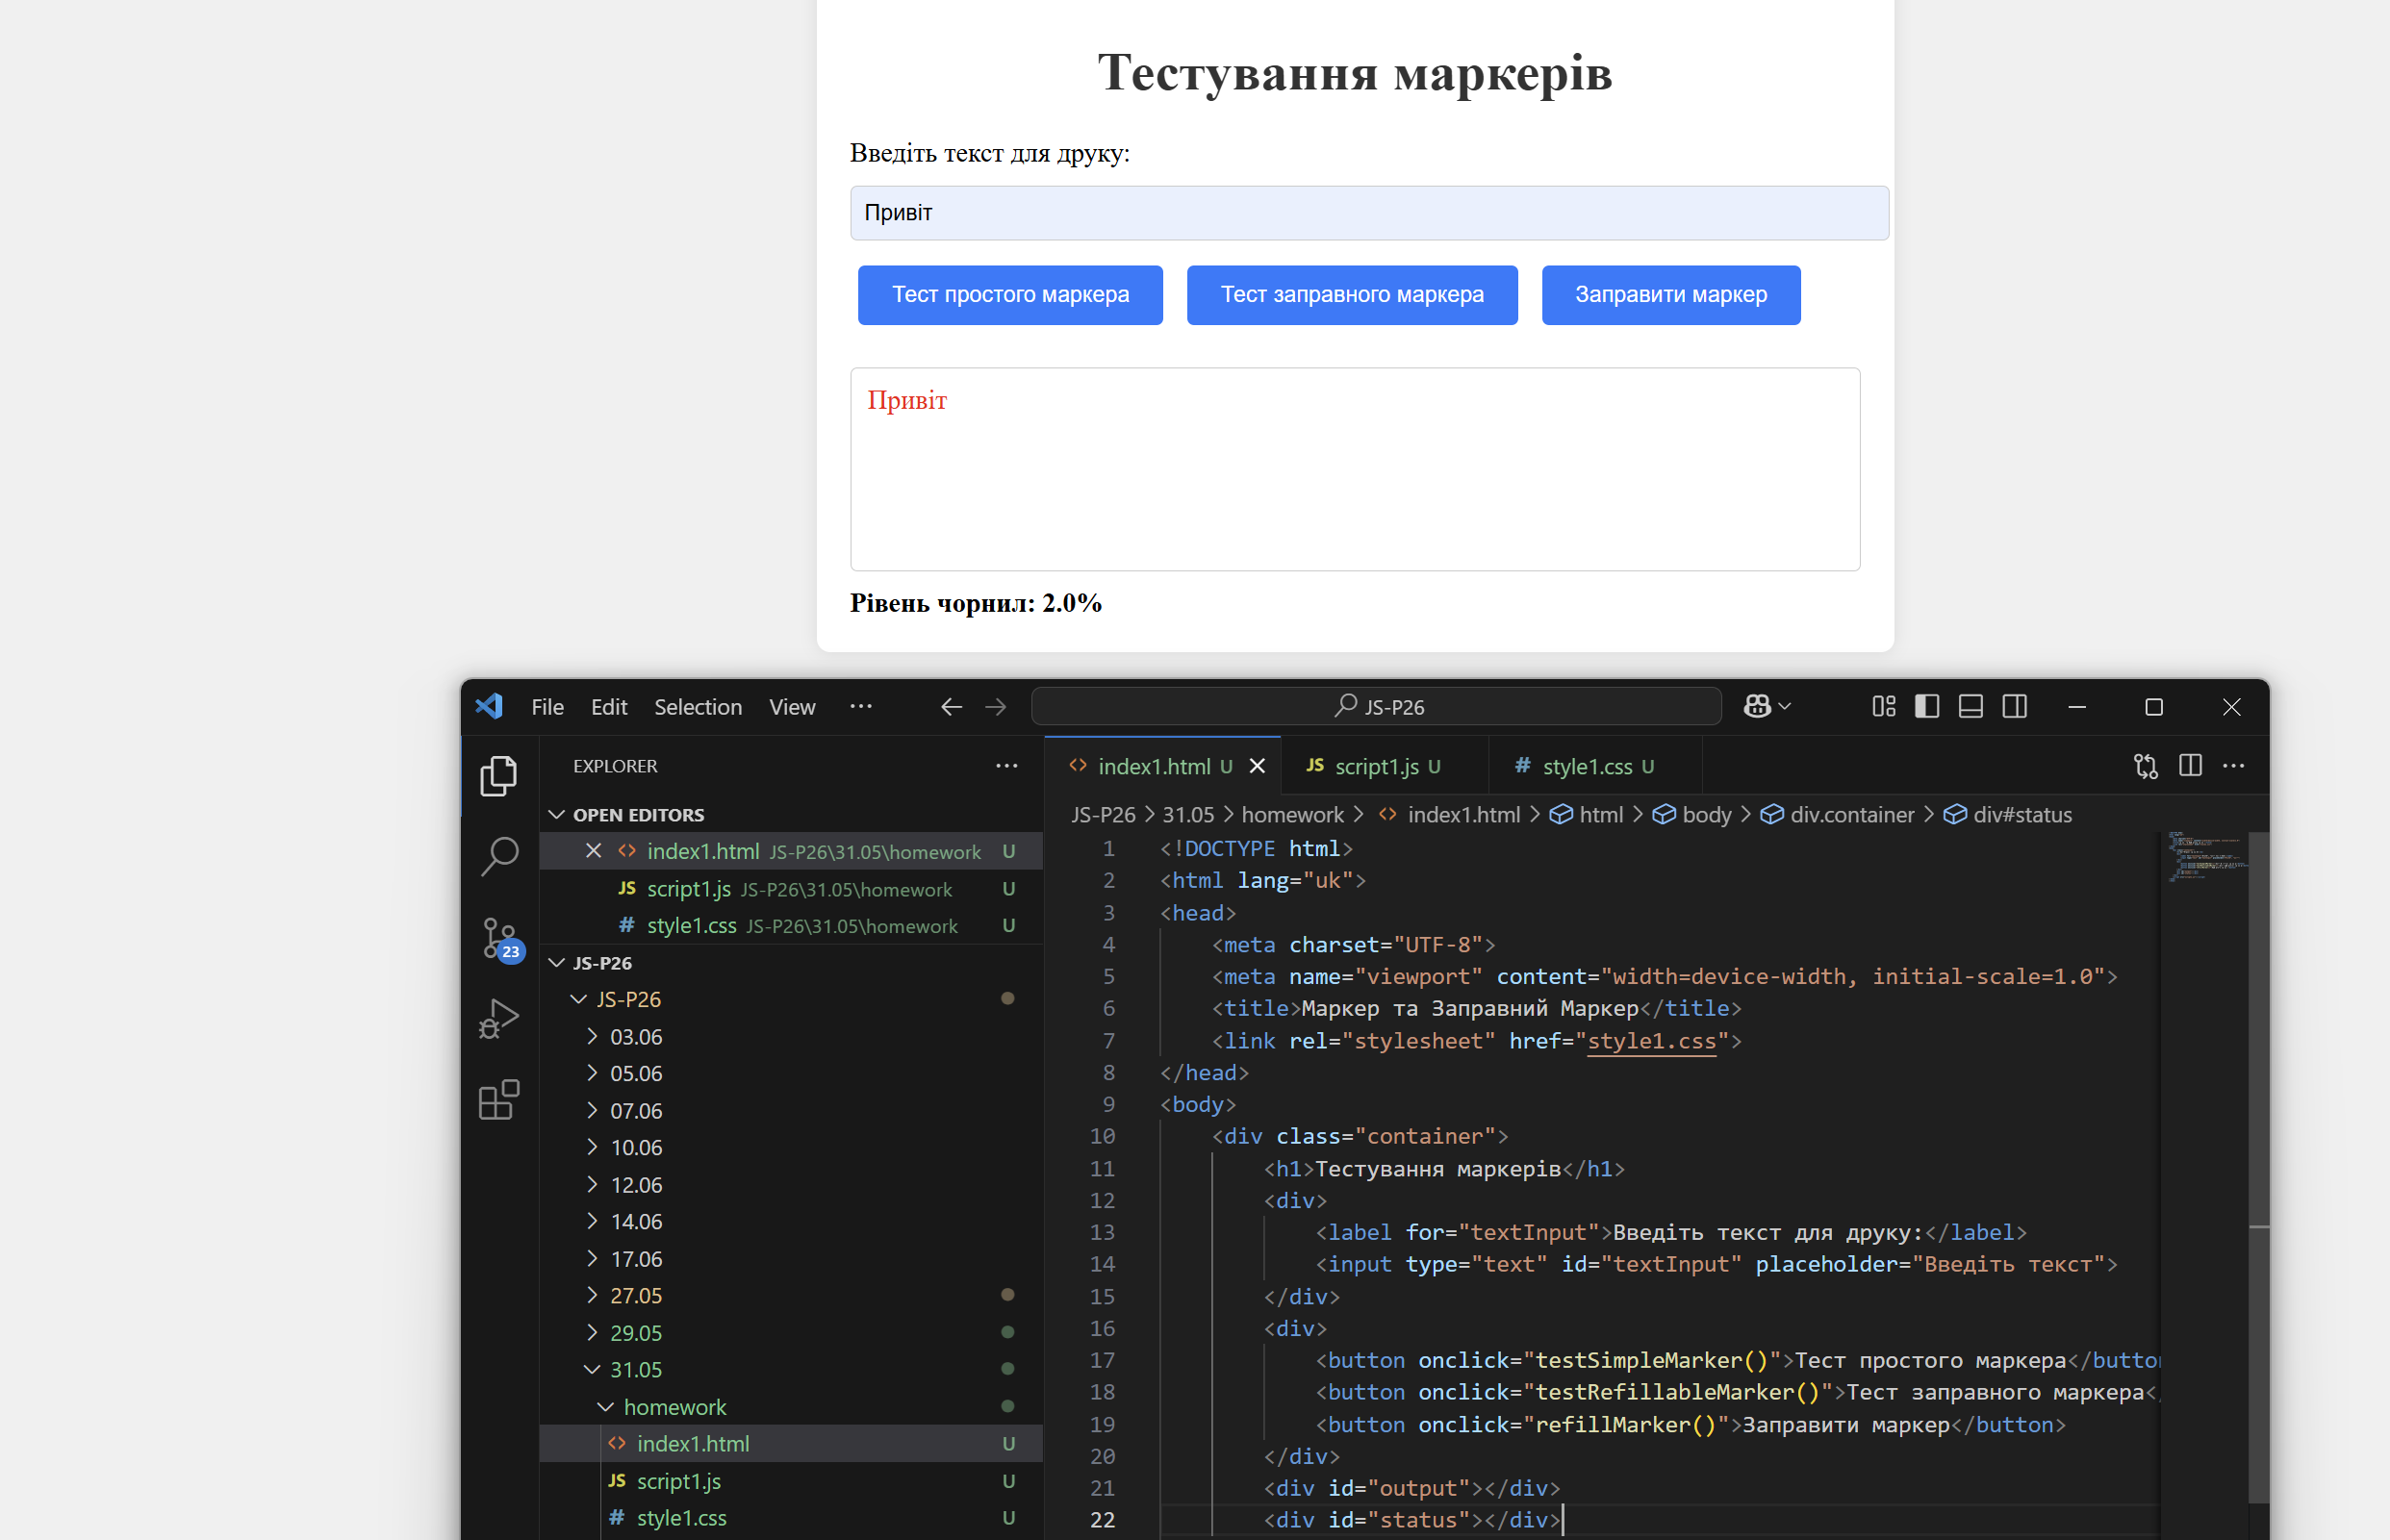 Тестування маркерів
Введіть текст для друку:
Привіт
Тест простого маркера
Тест заправного маркера
Заправити маркер
Привіт
Рівень чорнил: 2.0%
File Edit Selection View ···
JS-P26
EXPLORER
OPEN EDITORS
index1.html JS-P26\31.05\homework U
JS script1.js JS-P26\31.05\homework U
# style1.css JS-P26\31.05\homework U
23
JS-P26
JS-P26
03.06
05.06
07.06
10.06
12.06
14.06
17.06
27.05
29.05
31.05
homework
index1.html U
JS script1.js U
# style1.css U
index1.html U
JS script1.js U
# style1.css U
JS-P26 > 31.05 > homework > index1.html > html > body > div.container > div#status
1 <!DOCTYPE html>
2 <html lang="uk">
3 <head>
4 <meta charset="UTF-8">
5 <meta name="viewport" content="width=device-width, initial-scale=1.0">
6 <title>Маркер та Заправний Маркер</title>
7 <link rel="stylesheet" href="style1.css">
8 </head>
9 <body>
10 <div class="container">
11 <h1>Тестування маркерів</h1>
12 <div>
13 <label for="textInput">Введіть текст для друку:</label>
14 <input type="text" id="textInput" placeholder="Введіть текст">
15 </div>
16 <div>
17 <button onclick="testSimpleMarker()">Тест простого маркера</butto
18 <button onclick="testRefillableMarker()">Тест заправного маркера<
19 <button onclick="refillMarker()">Заправити маркер</button>
20 </div>
21 <div id="output"></div>
22 <div id="status"></div>